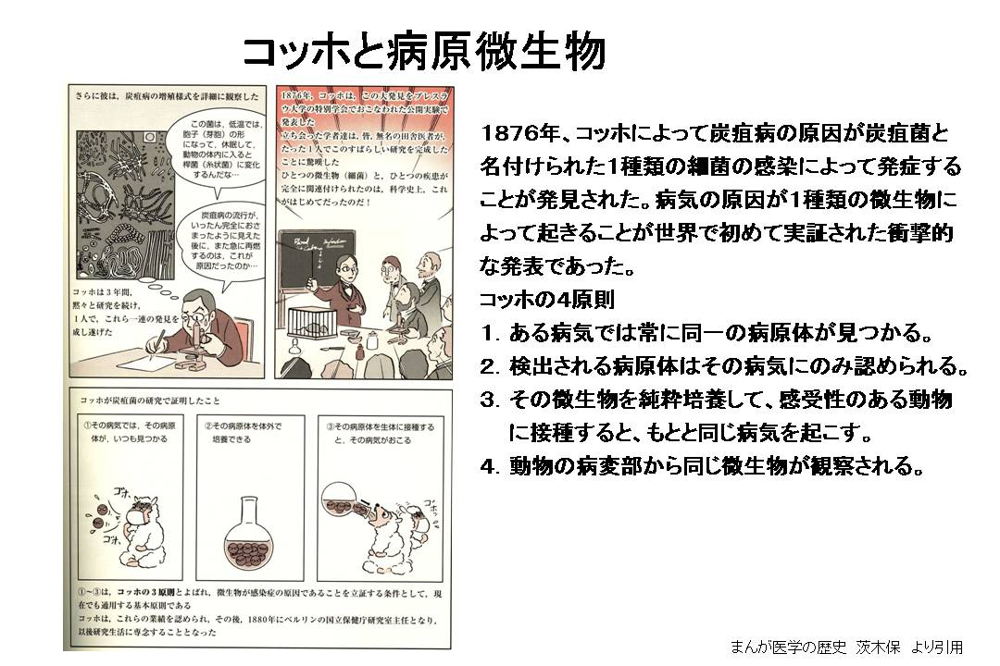 コッホと病原微生物
さらに彼は，炭疽病の増殖様式を詳細に観察した
この菌は，低温では，
胞子（芽胞）の形
になって，休眠して，
動物の体内に入ると
桿菌（糸状菌）に変化
するんだな…
炭疽病の流行が，
いったん完全におさ
まったように見えた
後に，また急に再燃
するのは，これが
原因だったのか…
コッホは３年間，
黙々と研究を続け，
１人で，これら一連の発見を
成し遂げた
1876年，コッホは，この大発見をブレスラ
ウ大学の特別学会でおこなわれた公開実験で
発表した
立ち会った学者達は，皆，無名の田舎医者が，
たった１人でこのすばらしい研究を完成した
ことに驚嘆した
ひとつの微生物（細菌）と，ひとつの疾患が
完全に関連付けられたのは，科学史上，これ
がはじめてだったのだ！
コッホが炭疽菌の研究で証明したこと
①その病気では，その病原
体が，いつも見つかる
②その病原体を体外で
培養できる
③その病原体を生体に接種する
と，その病気がおこる
ゴホ、
ゴホ、
ゴホッ
①〜③は，コッホの３原則とよばれ，微生物が感染症の原因であることを立証する条件として，現
在でも通用する基本原則である
コッホは，これらの業績を認められ，その後，1880年にベルリンの国立保健庁研究室主任となり，
以後研究生活に専念することとなった
1876年、コッホによって炭疽病の原因が炭疽菌と
名付けられた1種類の細菌の感染によって発症する
ことが発見された。病気の原因が1種類の微生物に
よって起きることが世界で初めて実証された衝撃的
な発表であった。
コッホの4原則
1．ある病気では常に同一の病原体が見つかる。
2．検出される病原体はその病気にのみ認められる。
3．その微生物を純粋培養して、感受性のある動物
に接種すると、もとと同じ病気を起こす。
4．動物の病変部から同じ微生物が観察される。
まんが医学の歴史　茨木保　より引用